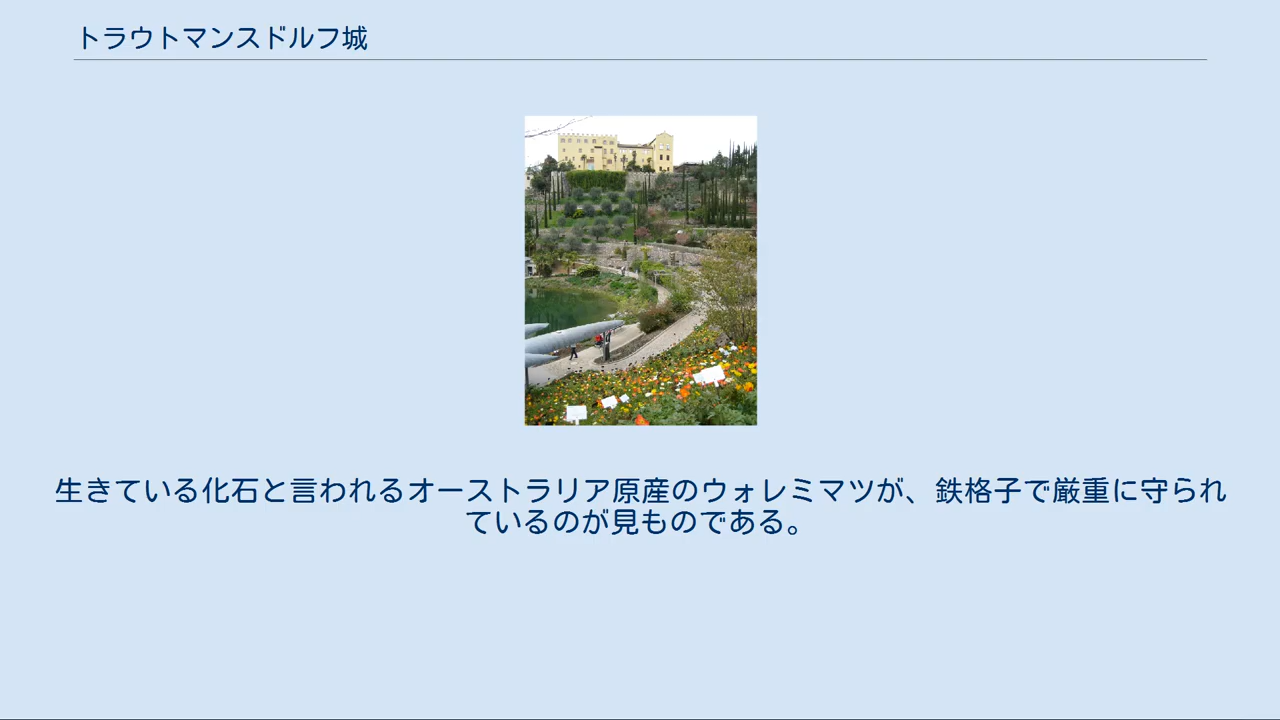 トラウトマンスドルフ城
生きている化石と言われるオーストラリア原産のウォレミマツが、鉄格子で厳重に守られ
ているのが見ものである。